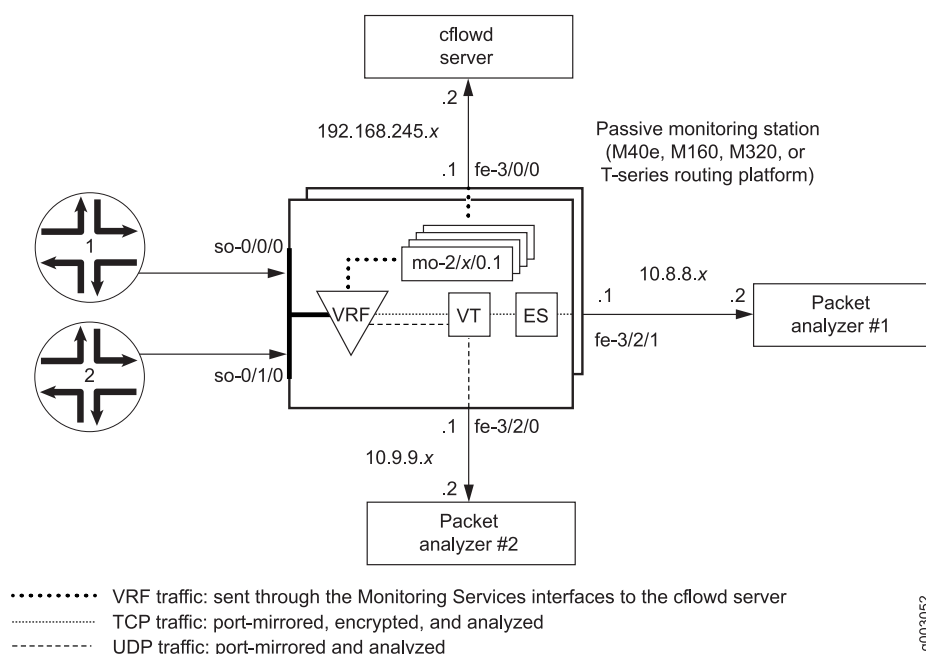 cflowd
server
.2
192.168.245.x
Passive monitoring station
(M40e, M160, M320, or
T-series routing platform)
.1 fe-3/0/0
1
so-0/0/0
mo-2/x/0.1
10.8.8.x
.1
.2
VRF
VT
ES
Packet
analyzer #1
fe-3/2/1
2
so-0/1/0
.1 fe-3/2/0
10.9.9.x
.2
Packet
analyzer #2
VRF traffic: sent through the Monitoring Services interfaces to the cflowd server
TCP traffic: port-mirrored, encrypted, and analyzed
UDP traffic: port-mirrored and analyzed
g003052